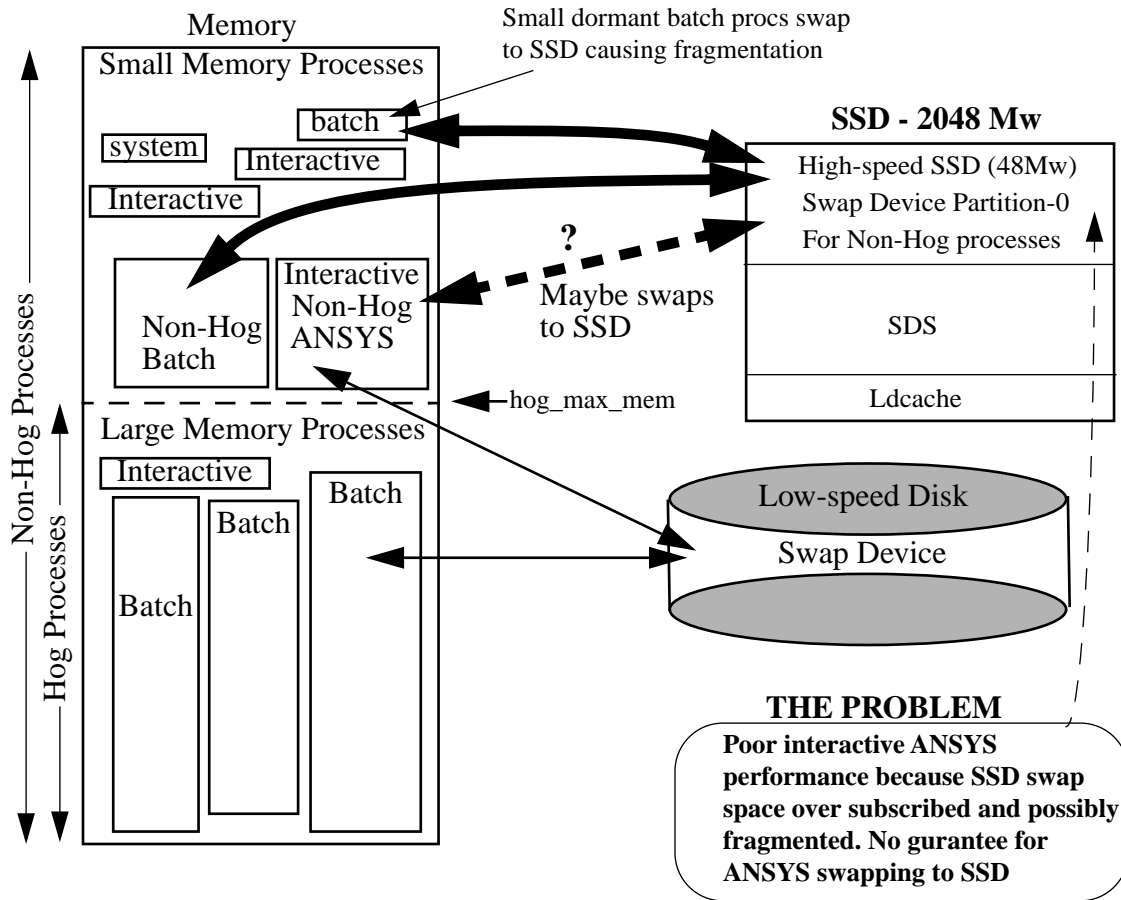 Memory
Small dormant batch procs swap
to SSD causing fragmentation
Small Memory Processes
batch
system
Interactive
Interactive
Interactive
Non-Hog
ANSYS
Non-Hog
Batch
?
Maybe swaps
to SSD
SSD - 2048 Mw
High-speed SSD (48Mw)
Swap Device Partition-0
For Non-Hog processes
SDS
Ldcache
hog_max_mem
Non-Hog Processes
Hog Processes
Large Memory Processes
Interactive
Batch
Batch
Batch
Low-speed Disk
Swap Device
THE PROBLEM
Poor interactive ANSYS
performance because SSD swap
space over subscribed and possibly
fragmented. No gurantee for
ANSYS swapping to SSD